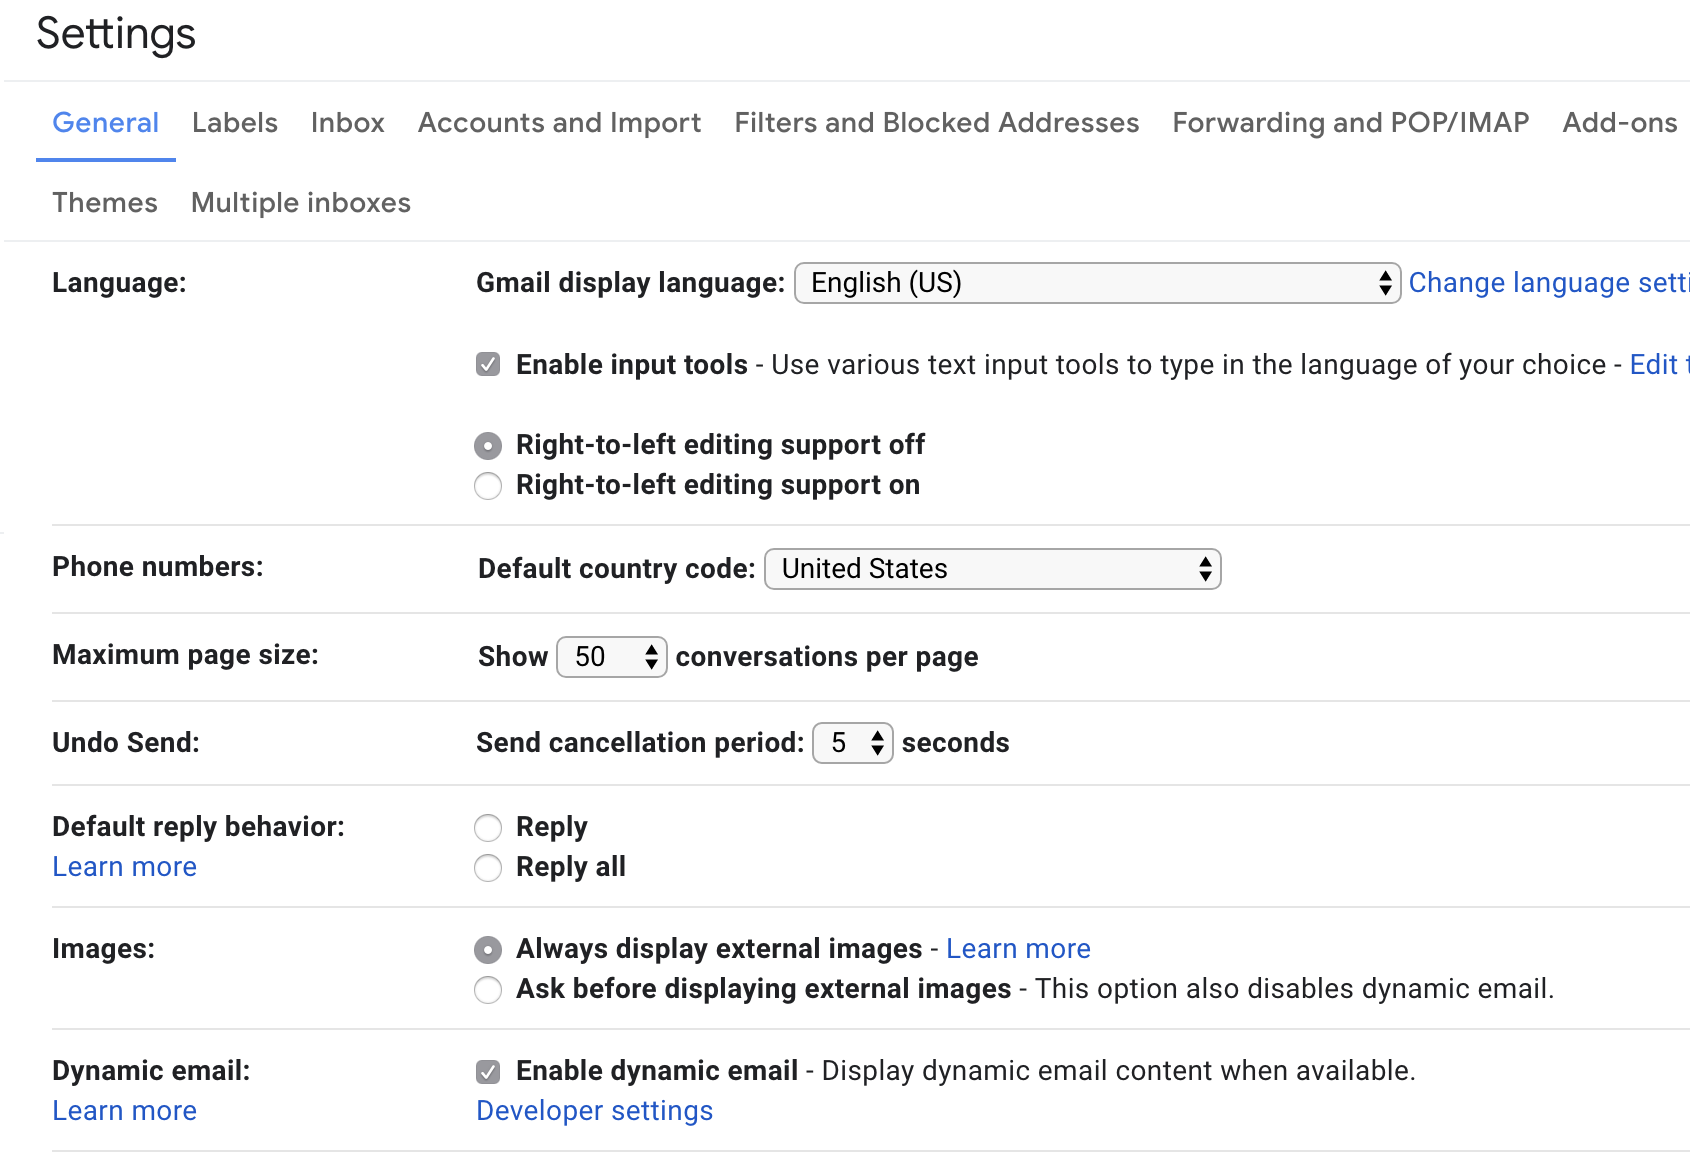 Settings
General Labels Inbox Accounts and Import Filters and Blocked Addresses Forwarding and POP/IMAP Add-ons
Themes Multiple inboxes
Language: Gmail display language: English (US) Change language setti
Enable input tools - Use various text input tools to type in the language of your choice - Edit t
Right-to-left editing support off
Right-to-left editing support on
Phone numbers: Default country code: United States
Maximum page size: Show 50 conversations per page
Undo Send: Send cancellation period: 5 seconds
Default reply behavior: Reply
Learn more Reply all
Images: Always display external images - Learn more
Ask before displaying external images - This option also disables dynamic email.
Dynamic email: Enable dynamic email - Display dynamic email content when available.
Learn more Developer settings